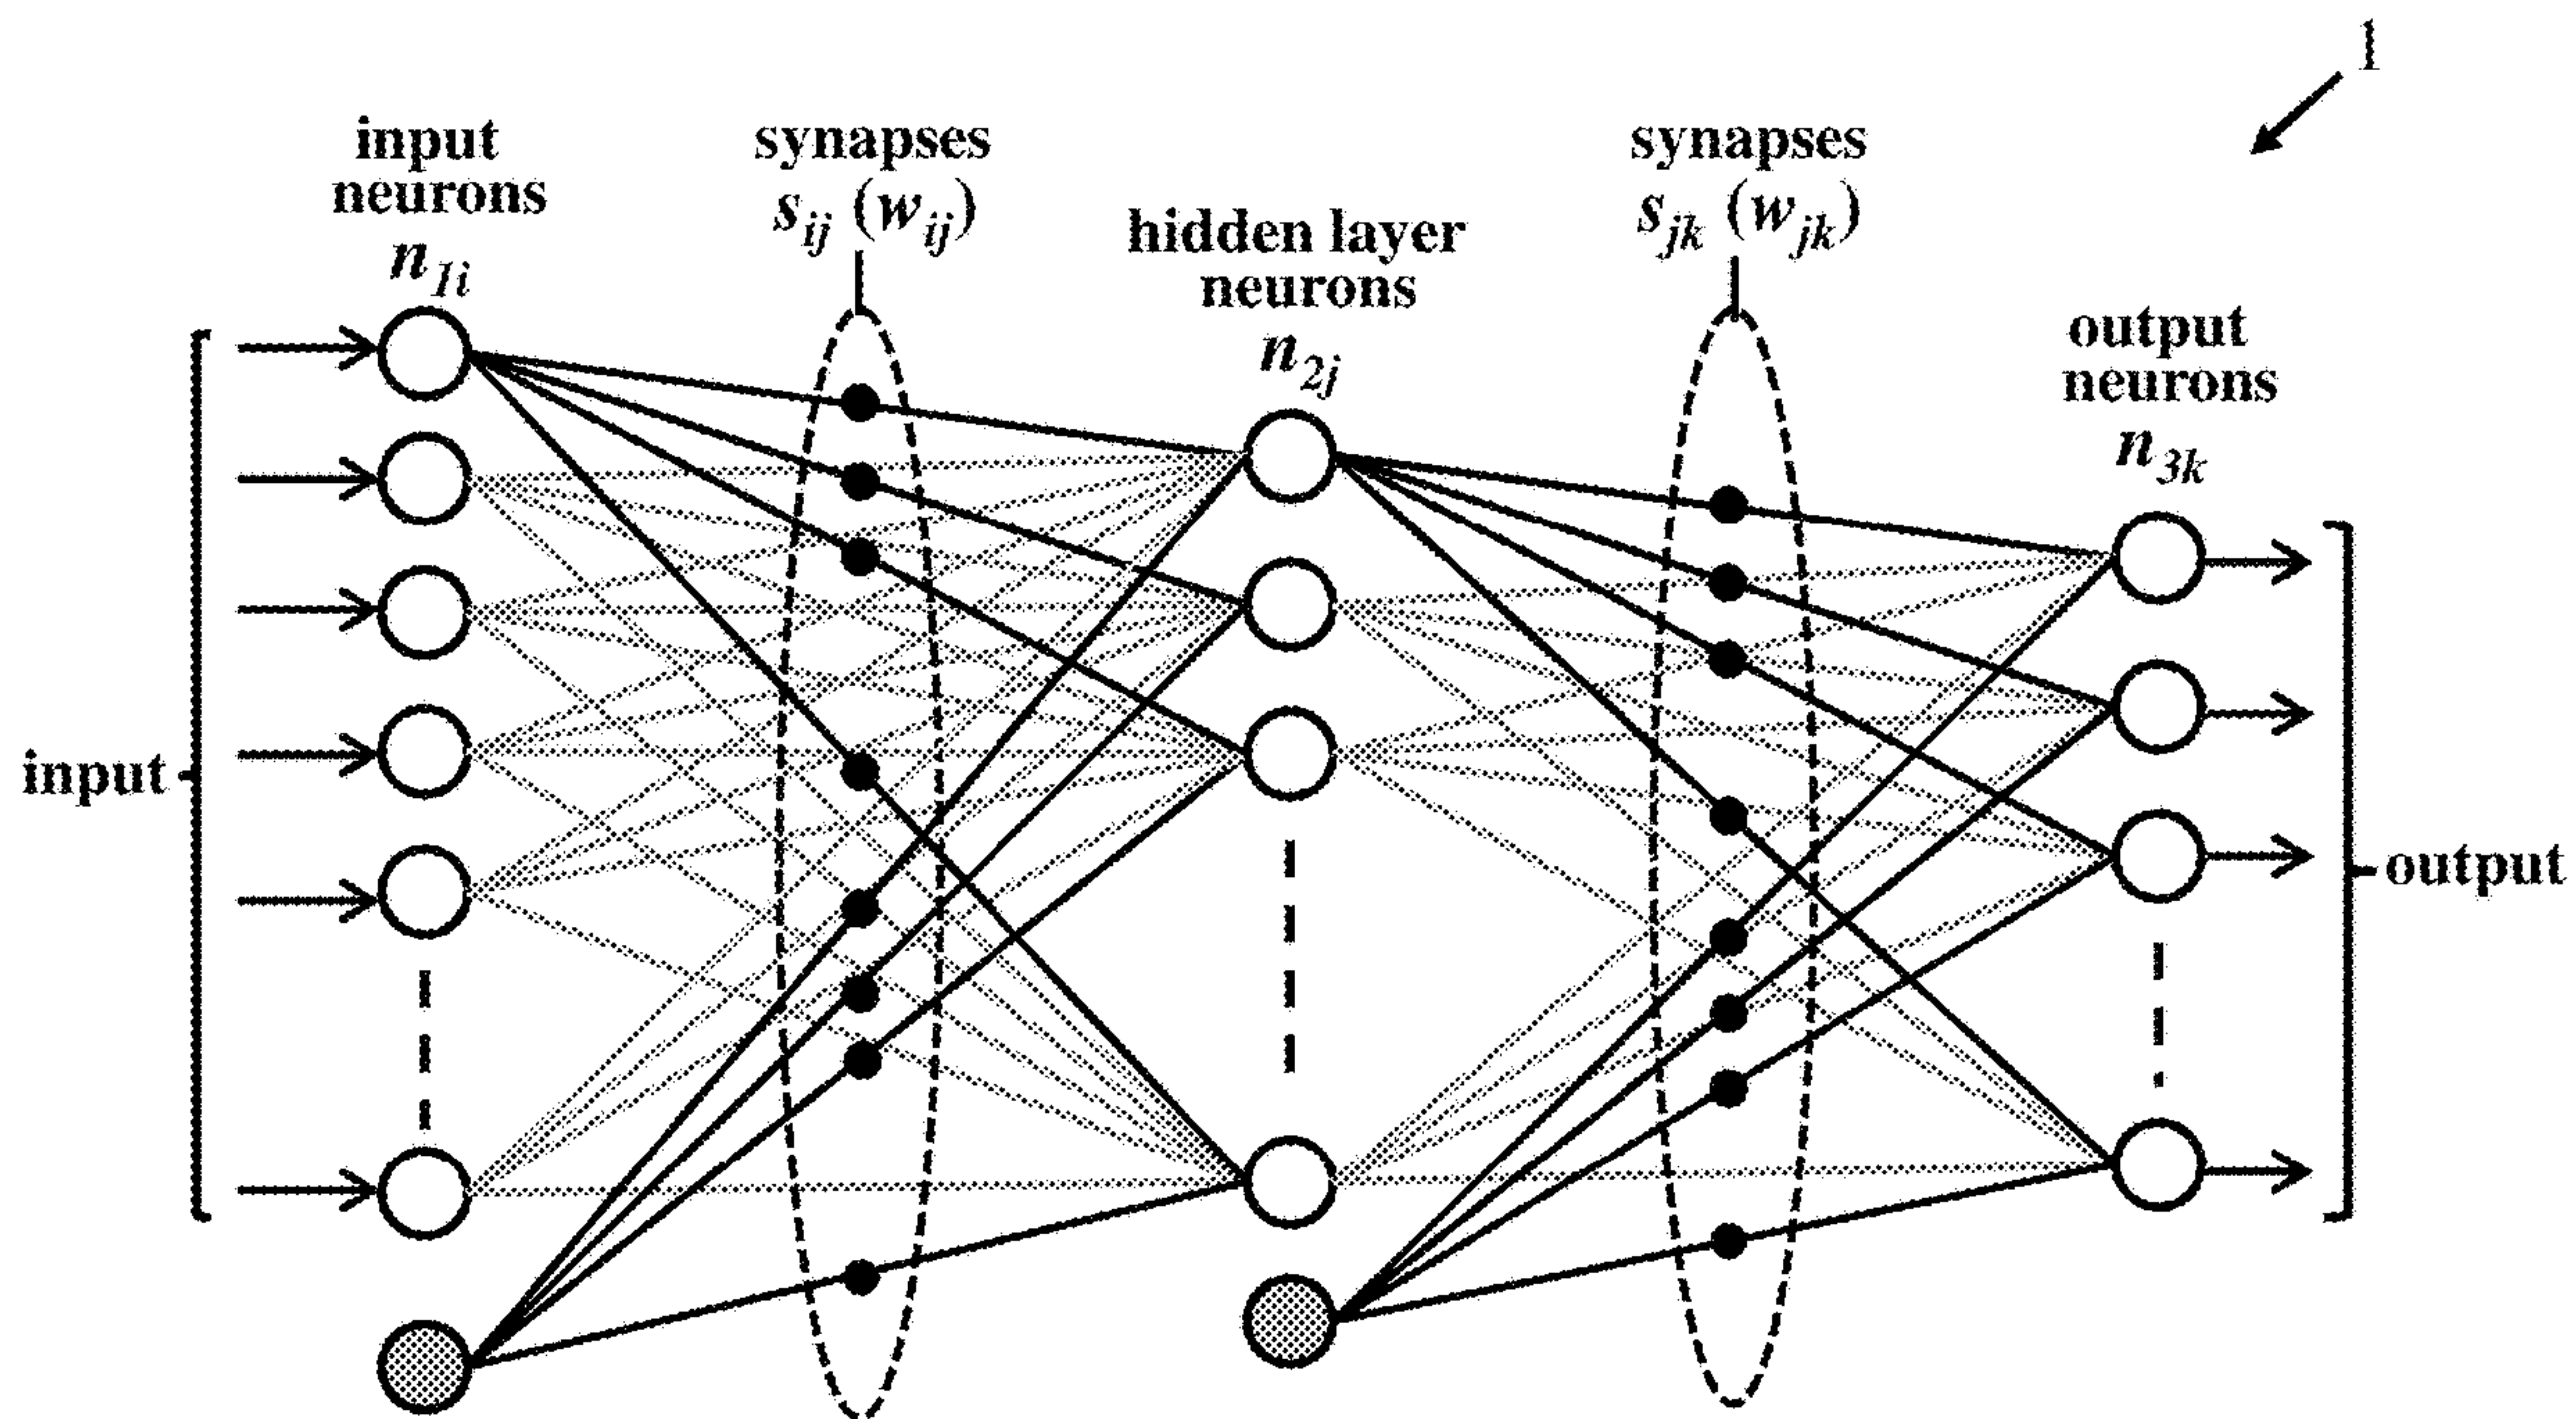 1
input
neurons
n1i
synapses
sij (wij)
hidden layer
neurons
n2j
synapses
sjk (wjk)
output
neurons
n3k
input
output